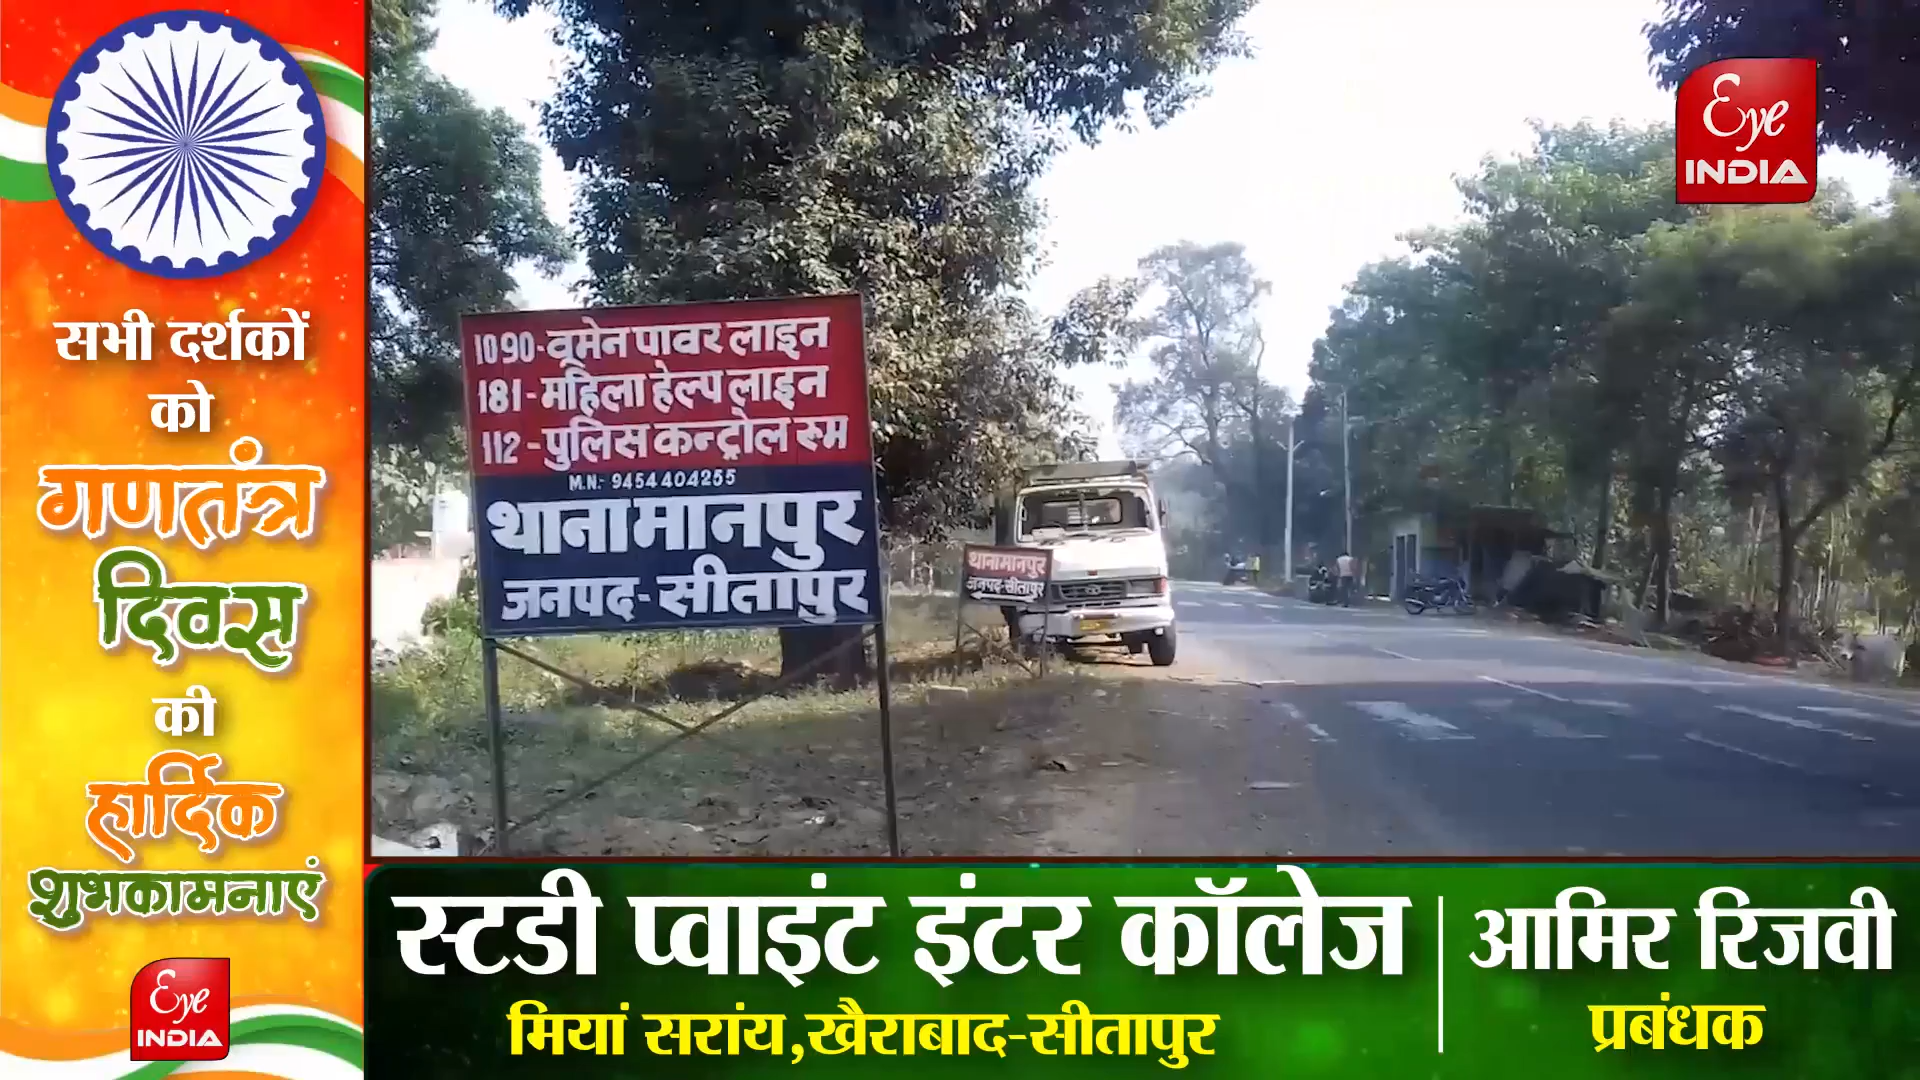 सभी दर्शकों
को
गणतंत्र
दिवस
की
हार्दिक
शुभकामनाएं
Eye
INDIA
Eye
INDIA
1090-वूमेन पावर लाइन
181-महिला हेल्प लाइन
112-पुलिस कन्ट्रोल रुम
M.N:- 9454404255
थाना मानपुर
जनपद-सीतापुर
थाना मानपुर
जनपद-सीतापुर
स्टडी प्वाइंट इंटर कॉलेज
मियां सरांय,खैराबाद-सीतापुर
आमिर रिजवी
प्रबंधक